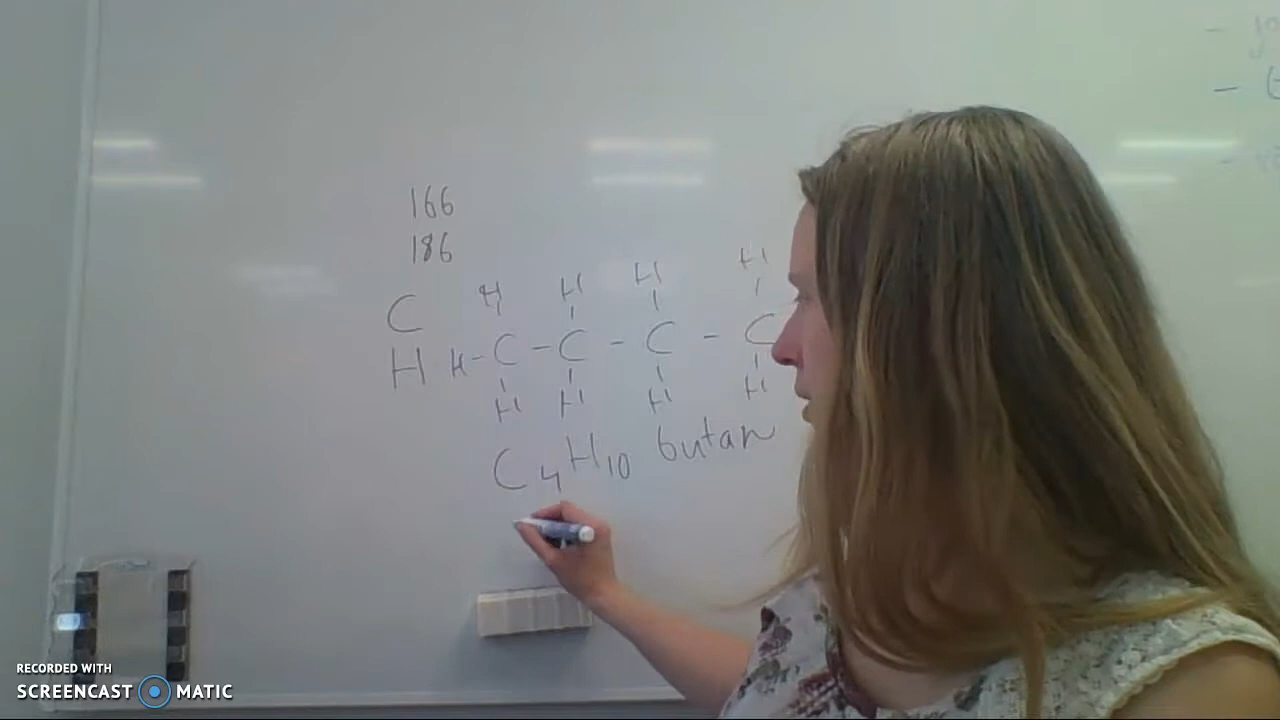 166
186
C
H
H H H H
H-C-C-C-C
H H H H
C4H10 butan
RECORDED WITH
SCREENCAST MATIC